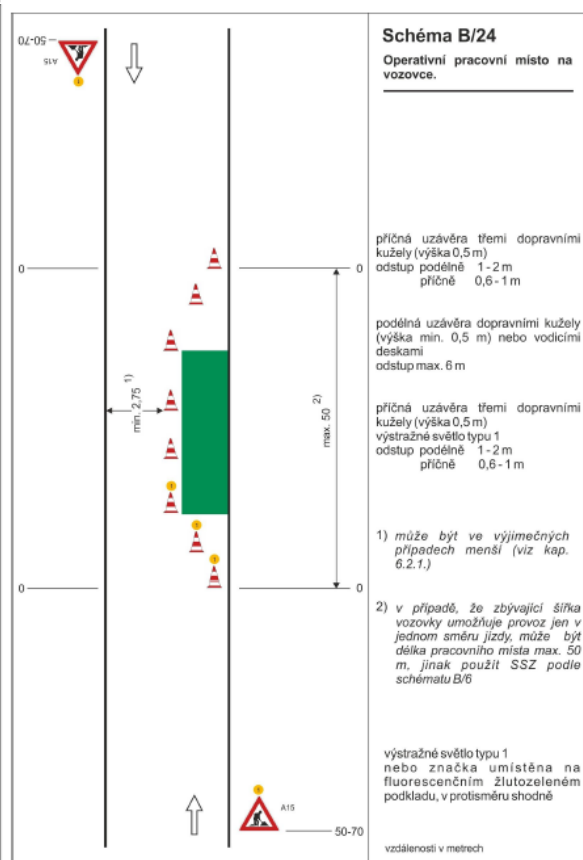 Schéma B/24
Operativní pracovní místo na
vozovce.
50-70
A15
1
příčná uzávěra třemi dopravními
kužely (výška 0,5 m)
odstup podélně 1 - 2 m
příčně 0,6 - 1 m
0
0
podélná uzávěra dopravními kužely
(výška min. 0,5 m) nebo vodicími
deskami
odstup max. 6 m
min. 2,75 1)
max. 50 2)
příčná uzávěra třemi dopravními
kužely (výška 0,5 m)
výstražné světlo typu 1
odstup podélně 1 - 2 m
příčně 0,6 - 1 m
1
1
1
1) může být ve výjimečných
případech menší (viz kap.
6.2.1.)
0
0
2) v případě, že zbývající šířka
vozovky umožňuje provoz jen v
jednom směru jízdy, může být
délka pracovního místa max. 50
m, jinak použít SSZ podle
schématu B/6
výstražné světlo typu 1
nebo značka umístěna na
fluorescenčním žlutozeleném
podkladu, v protisměru shodně
1
A15
50-70
vzdálenosti v metrech